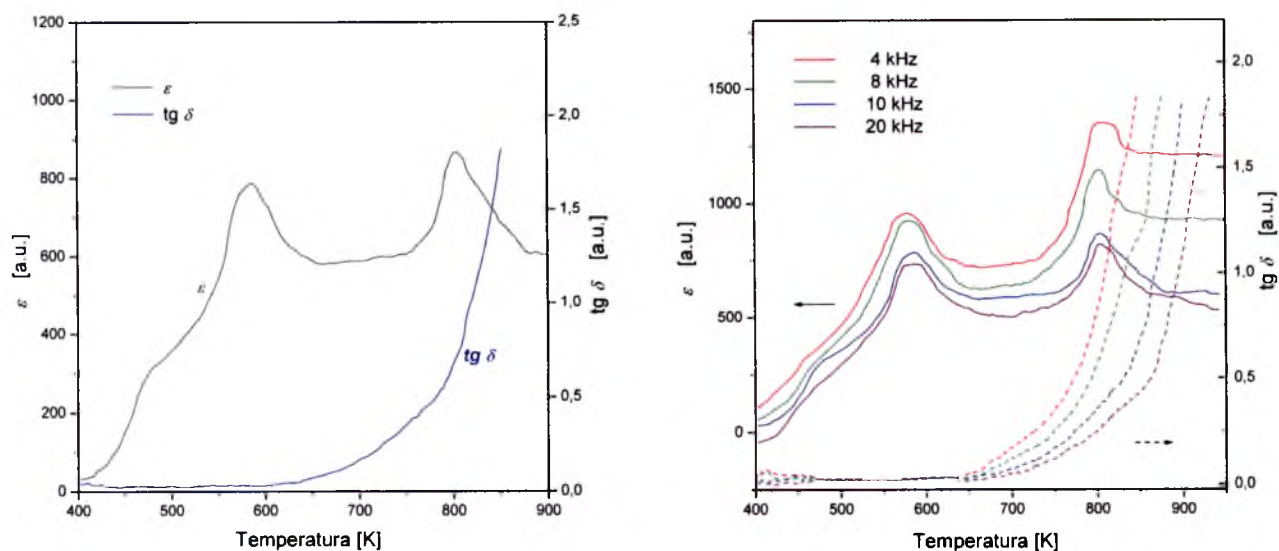 1200
1000
800
600
400
200
0
ε [a.u.]
ε
tg δ
ε
tg δ
2,5
2,0
1,5
1,0
0,5
0,0
tg δ [a.u.]
400 500 600 700 800 900
Temperatura [K]
1500
1000
500
0
ε [a.u.]
4 kHz
8 kHz
10 kHz
20 kHz
2,0
1,5
1,0
0,5
0,0
tg δ [a.u.]
400 500 600 700 800 900
Temperatura [K]